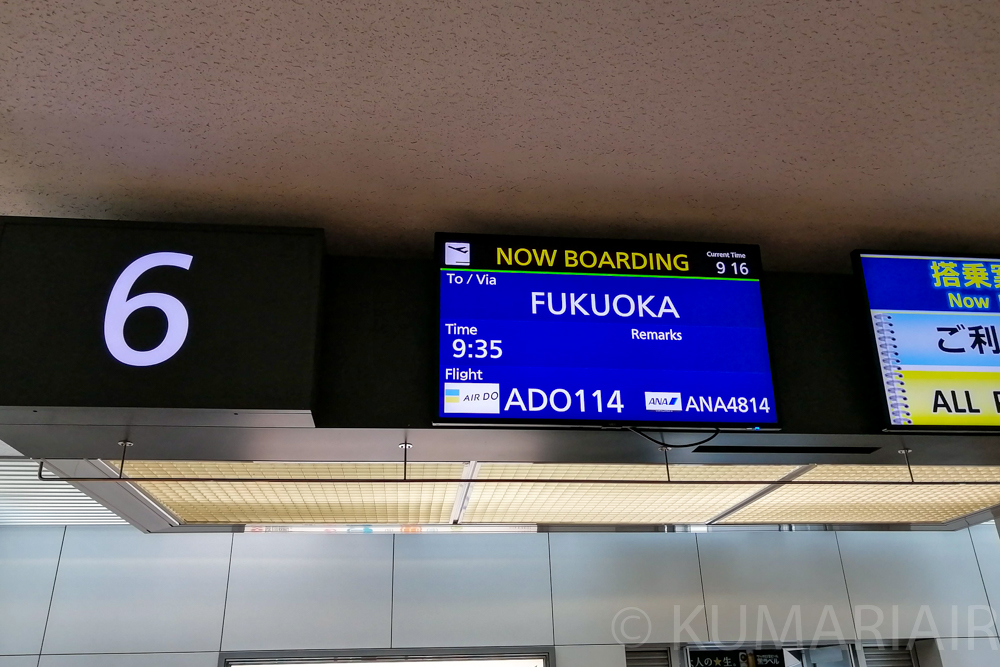 6
NOW BOARDING
Current Time
9 16
To / Via
FUKUOKA
Time
Remarks
9:35
Flight
AIR DO
ADO114
ANA
ANA4814
搭乗
Now
ご利
ALL
© KUMARIAIR